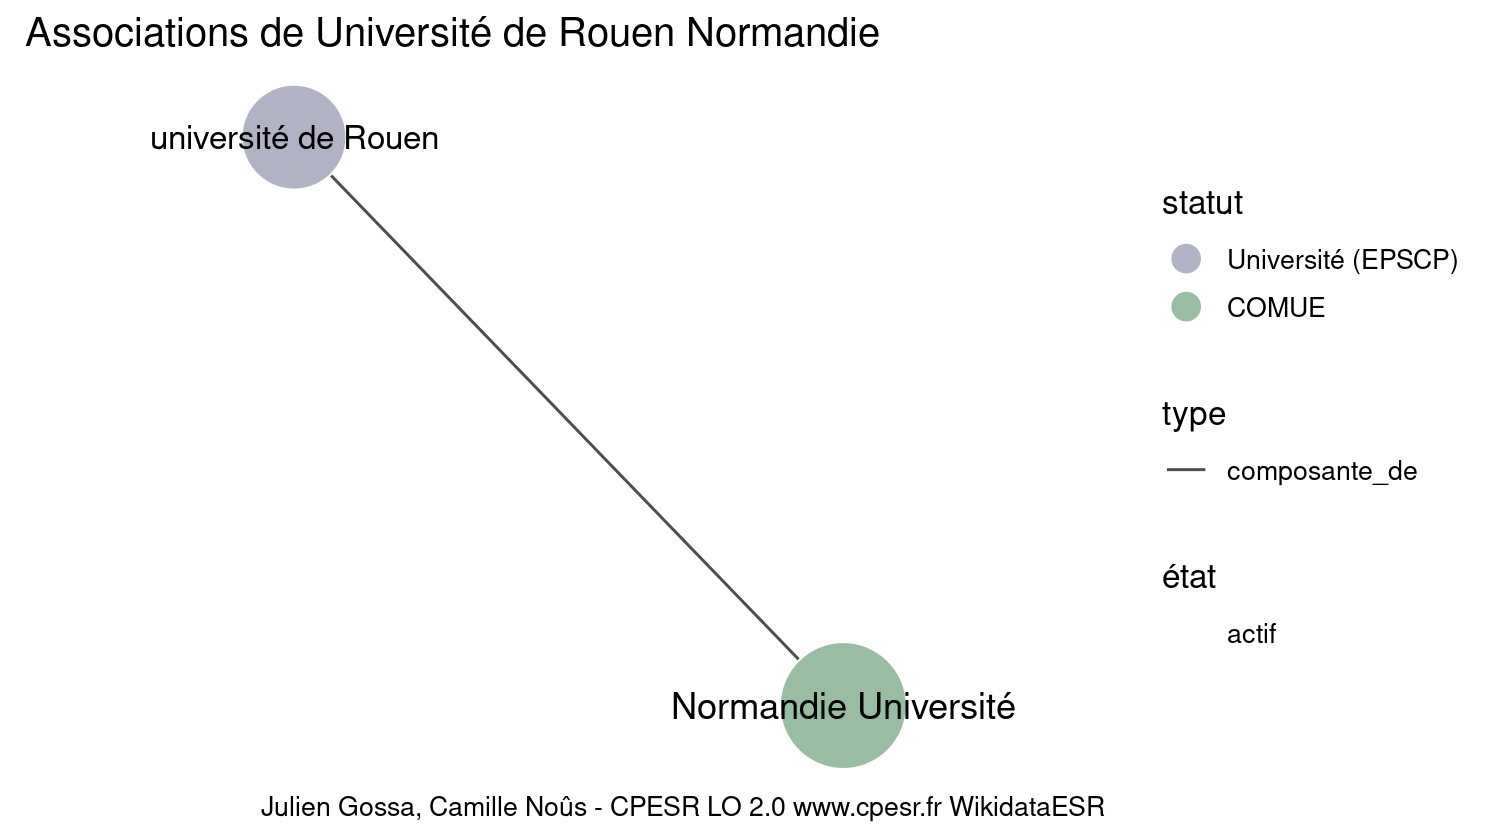 Associations de Université de Rouen Normandie
université de Rouen
statut
Université (EPSCP)
COMUE
type
composante_de
état
actif
Normandie Université
Julien Gossa, Camille Noûs - CPESR LO 2.0 www.cpesr.fr WikidataESR